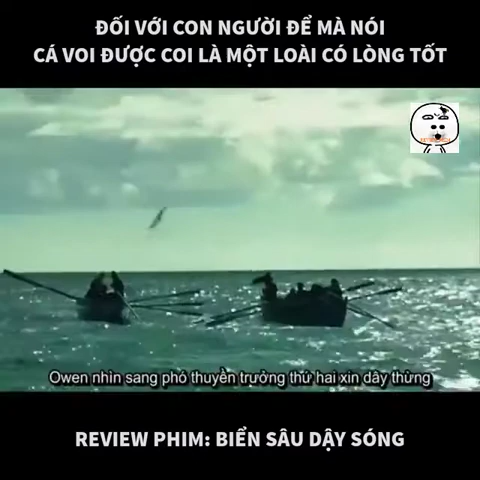 ĐỐI VỚI CON NGƯỜI ĐỂ MÀ NÓI
CÁ VOI ĐƯỢC COI LÀ MỘT LOÀI CÓ LÒNG TỐT
Owen nhìn sang phó thuyền trưởng thứ hai xin dây thừng
REVIEW PHIM: BIỂN SÂU DẬY SÓNG